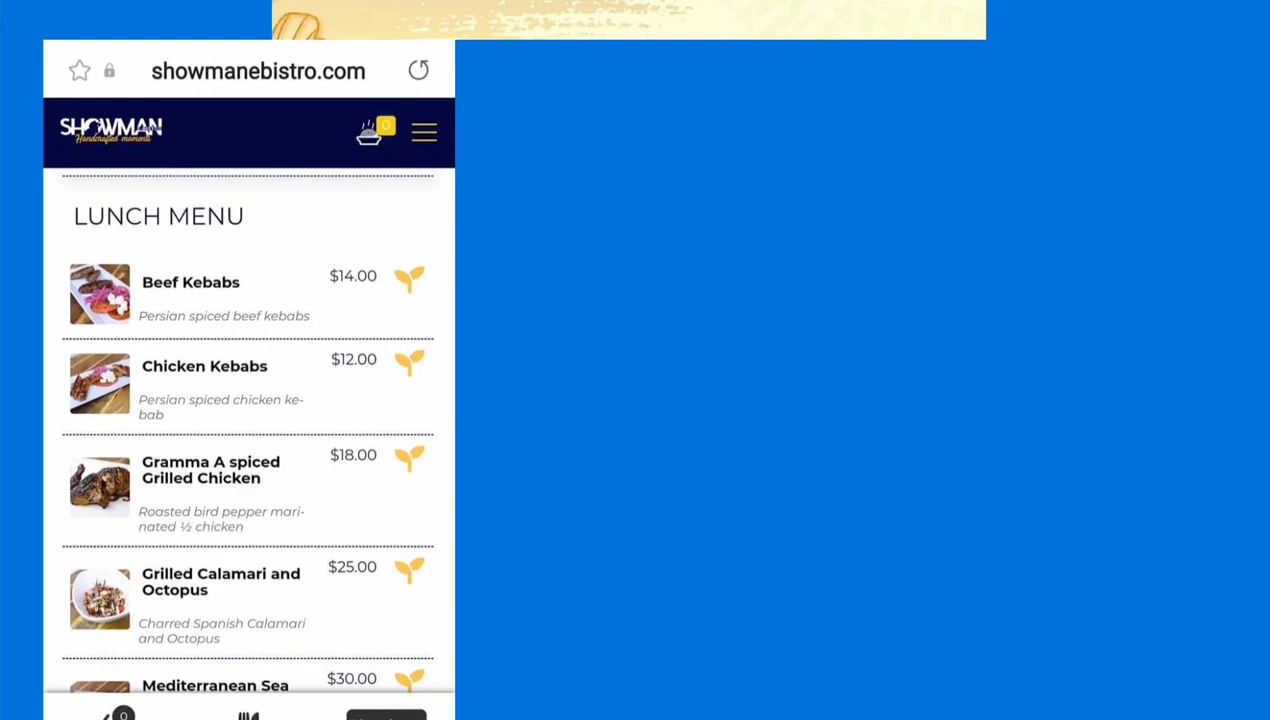 showmanebistro.com
SHOWMAN
Handcrafted moments
0
LUNCH MENU
Beef Kebabs
$14.00
Persian spiced beef kebabs
Chicken Kebabs
$12.00
Persian spiced chicken ke-
bab
Gramma A spiced
Grilled Chicken
$18.00
Roasted bird pepper mari-
nated ½ chicken
Grilled Calamari and
Octopus
$25.00
Charred Spanish Calamari
and Octopus
Mediterranean Sea
$30.00
0